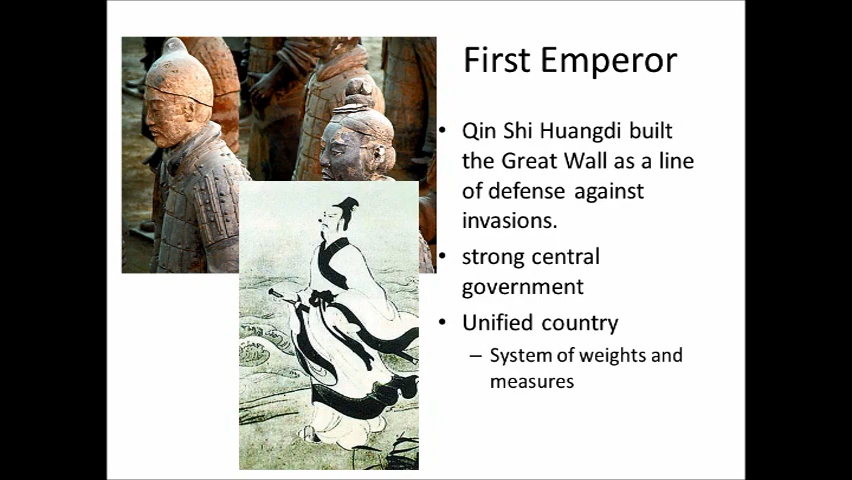 First Emperor
• Qin Shi Huangdi built
the Great Wall as a line
of defense against
invasions.
• strong central
government
• Unified country
– System of weights and
measures